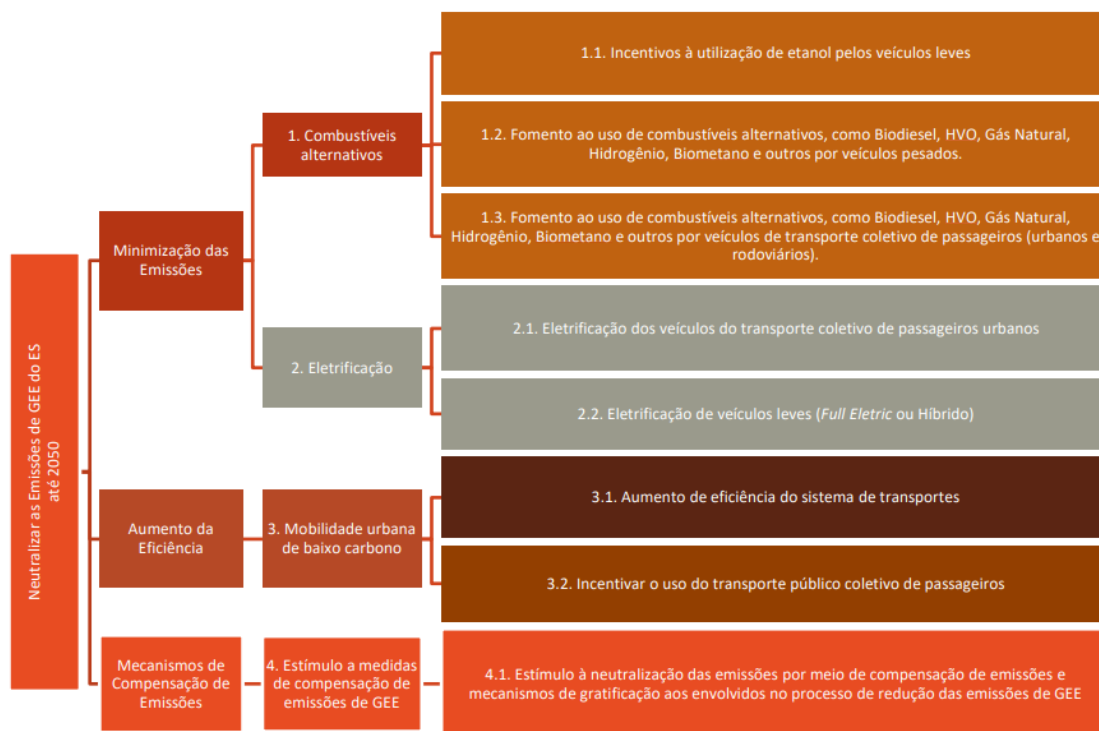 Neutralizar as Emissões de GEE do ES
até 2050
Minimização das
Emissões
1. Combustíveis
alternativos
1.1. Incentivos à utilização de etanol pelos veículos leves
1.2. Fomento ao uso de combustíveis alternativos, como Biodiesel, HVO, Gás Natural,
Hidrogênio, Biometano e outros por veículos pesados.
1.3. Fomento ao uso de combustíveis alternativos, como Biodiesel, HVO, Gás Natural,
Hidrogênio, Biometano e outros por veículos de transporte coletivo de passageiros (urbanos e
rodoviários).
2. Eletrificação
2.1. Eletrificação dos veículos do transporte coletivo de passageiros urbanos
2.2. Eletrificação de veículos leves (Full Eletric ou Híbrido)
Aumento da
Eficiência
3. Mobilidade urbana
de baixo carbono
3.1. Aumento de eficiência do sistema de transportes
3.2. Incentivar o uso do transporte público coletivo de passageiros
Mecanismos de
Compensação de
Emissões
4. Estímulo a medidas
de compensação de
emissões de GEE
4.1. Estímulo à neutralização das emissões por meio de compensação de emissões e
mecanismos de gratificação aos envolvidos no processo de redução das emissões de GEE